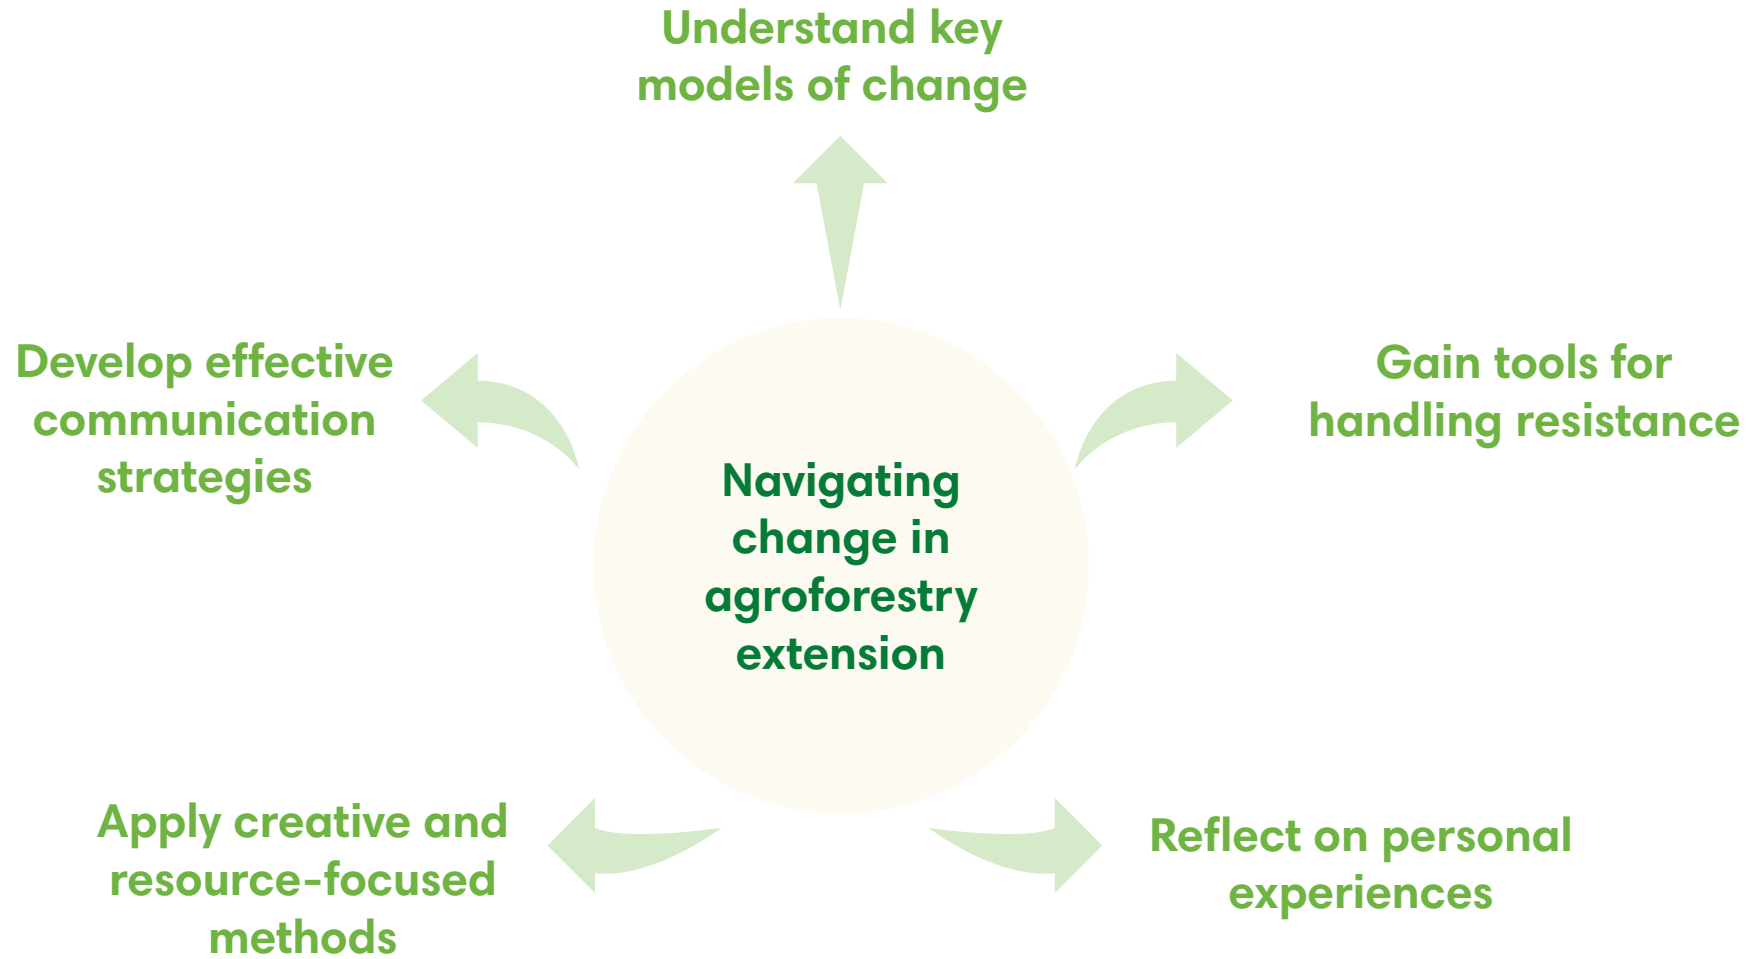 Understand key
models of change
Gain tools for
handling resistance
Reflect on personal
experiences
Apply creative and
resource-focused
methods
Develop effective
communication
strategies
Navigating
change in
agroforestry
extension